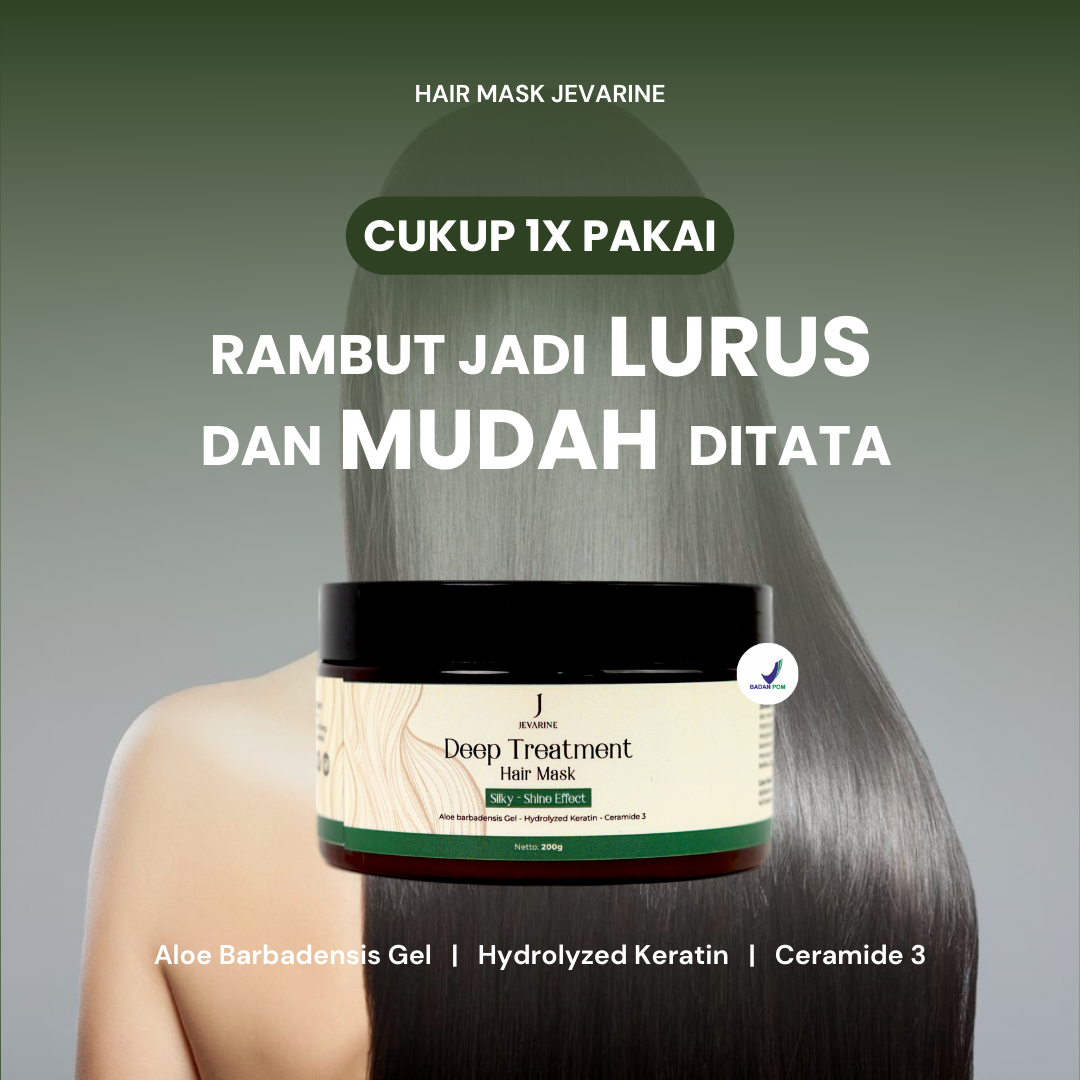 HAIR MASK JEVARINE
CUKUP 1X PAKAI
RAMBUT JADI LURUS
DAN MUDAH DITATA
BADAN POM
J
JEVARINE
Deep Treatment
Hair Mask
Silky - Shine Effect
Aloe barbadensis Gel - Hydrolyzed Keratin - Ceramide 3
Netto: 200g
Aloe Barbadensis Gel | Hydrolyzed Keratin | Ceramide 3